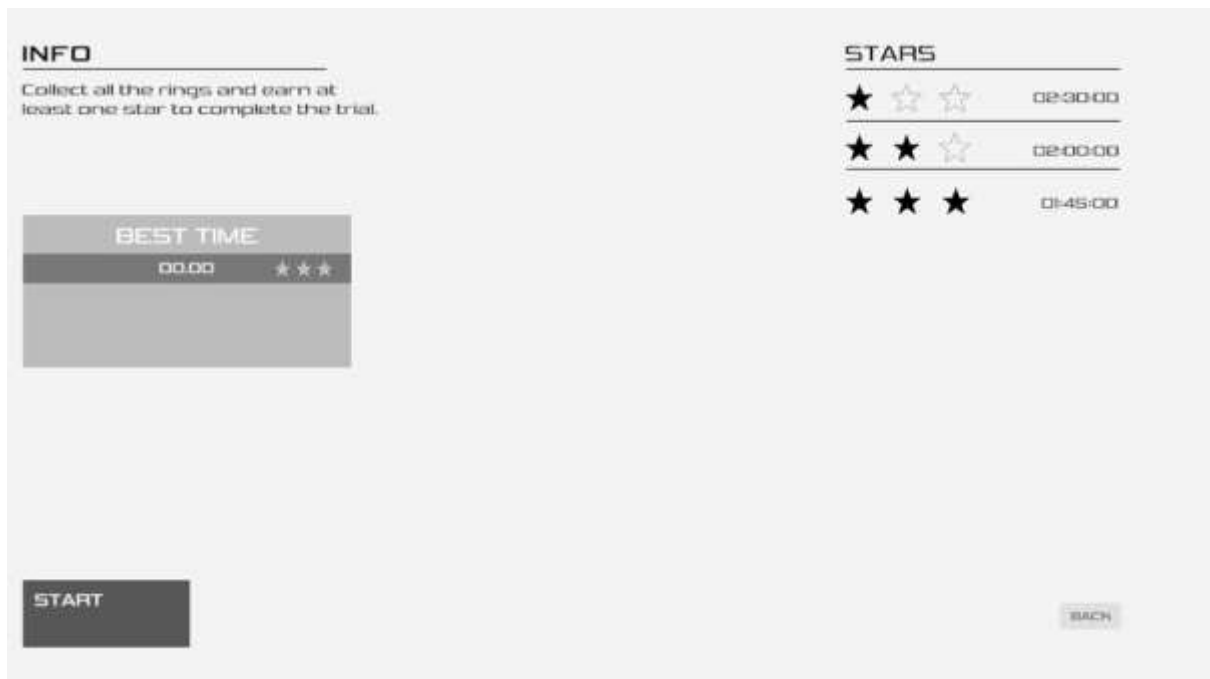 INFO
Collect all the rings and earn at
least one star to complete the trial.
BEST TIME
00.00
START
STARS
02:30:00
02:00:00
01:45:00
BACK